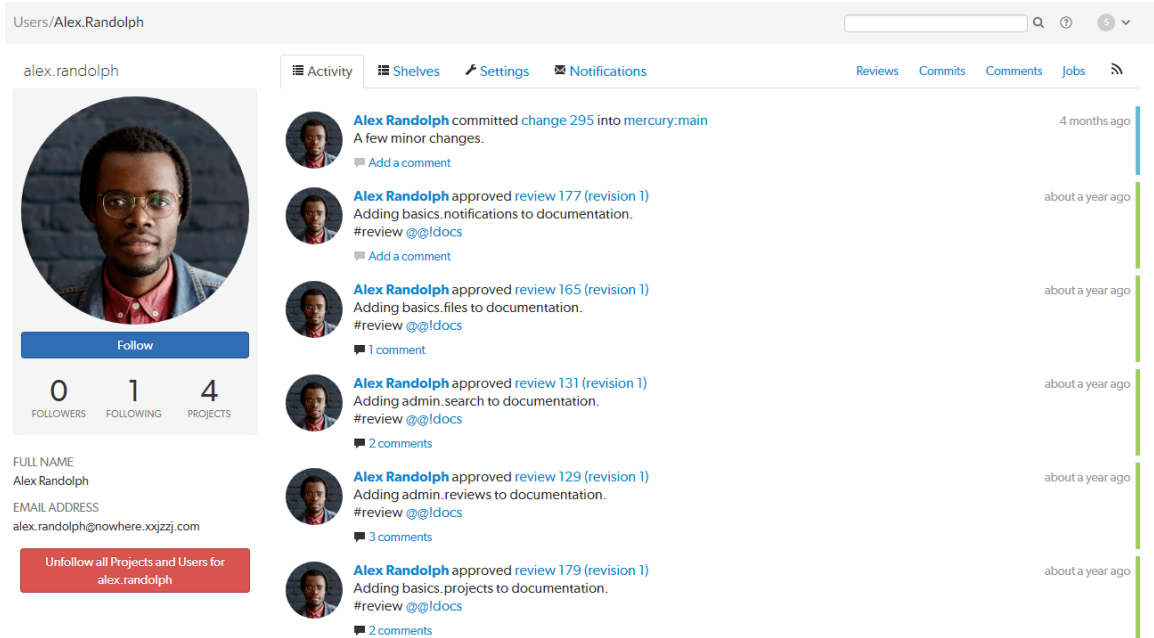 Users/Alex.Randolph
S
alex.randolph
Activity
Shelves
Settings
Notifications
Reviews
Commits
Comments
Jobs
Follow
0
1
4
FOLLOWERS
FOLLOWING
PROJECTS
FULL NAME
Alex Randolph
EMAIL ADDRESS
alex.randolph@nowhere.xxjzzj.com
Unfollow all Projects and Users for
alex.randolph
Alex Randolph committed change 295 into mercury:main
4 months ago
A few minor changes.
Add a comment
Alex Randolph approved review 177 (revision 1)
about a year ago
Adding basics.notifications to documentation.
#review @@!docs
Add a comment
Alex Randolph approved review 165 (revision 1)
about a year ago
Adding basics.files to documentation.
#review @@!docs
1 comment
Alex Randolph approved review 131 (revision 1)
about a year ago
Adding admin.search to documentation.
#review @@!docs
2 comments
Alex Randolph approved review 129 (revision 1)
about a year ago
Adding admin.reviews to documentation.
#review @@!docs
3 comments
Alex Randolph approved review 179 (revision 1)
about a year ago
Adding basics.projects to documentation.
#review @@!docs
2 comments